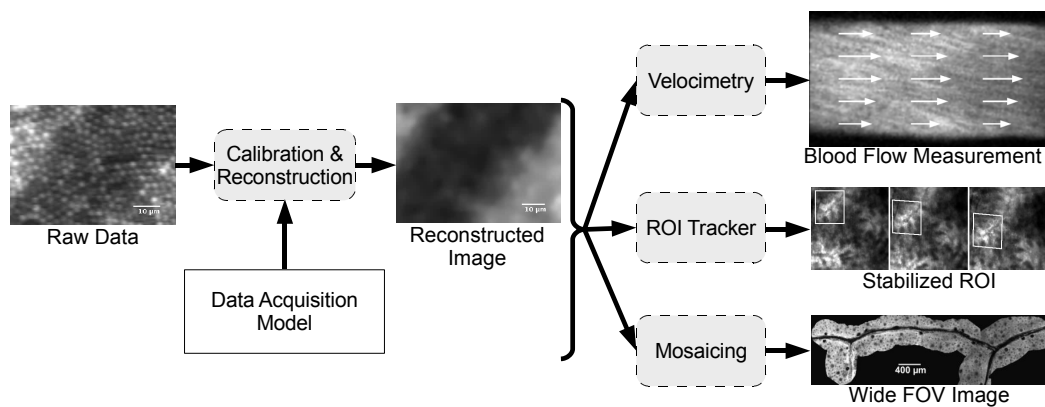 10 µm
Raw Data
Calibration &
Reconstruction
Data Acquisition
Model
10 µm
Reconstructed
Image
Velocimetry
Blood Flow Measurement
ROI Tracker
Stabilized ROI
Mosaicing
400 µm
Wide FOV Image